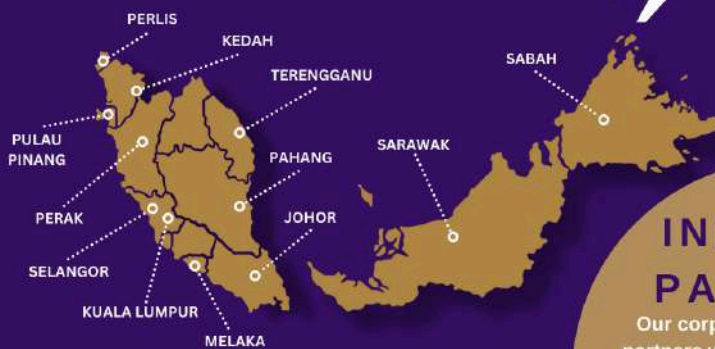 PERLIS
KEDAH
TERENGGANU
SABAH
PULAU
PINANG
PAHANG
SARAWAK
PERAK
JOHOR
SELANGOR
KUALA LUMPUR
MELAKA
IN
PA
Our corp